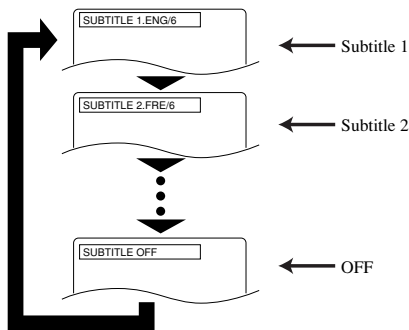 SUBTITLE 1.ENG/6
Subtitle 1
SUBTITLE 2.FRE/6
Subtitle 2
SUBTITLE OFF
OFF